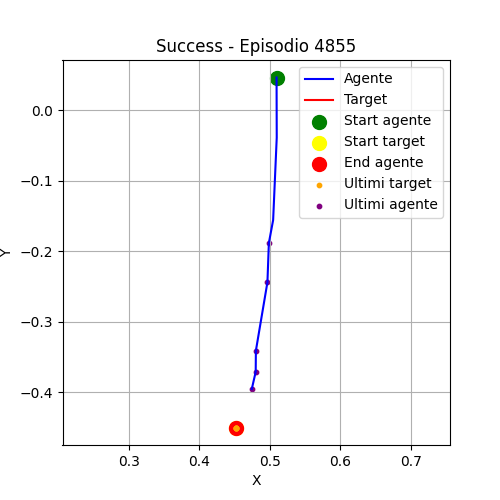 Success - Episodio 4855
Agente
Target
Start agente
Start target
End agente
Ultimi target
Ultimi agente
0.0
−0.1
−0.2
−0.3
−0.4
Y
0.3 0.4 0.5 0.6 0.7
X